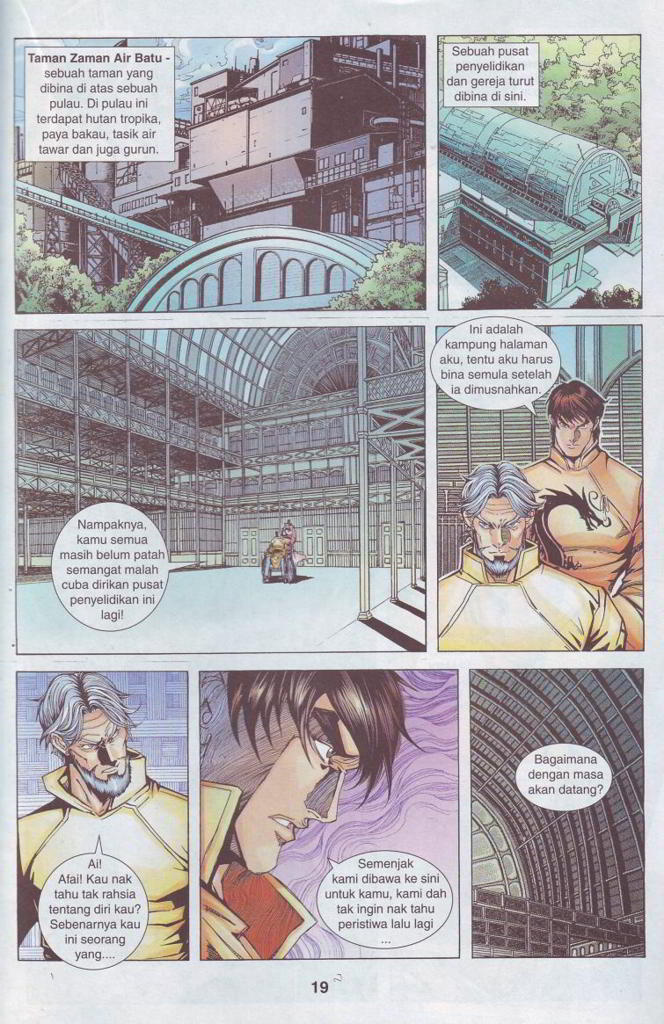 Taman Zaman Air Batu -
sebuah taman yang
dibina di atas sebuah
pulau. Di pulau ini
terdapat hutan tropika,
paya bakau, tasik air
tawar dan juga gurun.
Sebuah pusat
penyelidikan
dan gereja turut
dibina di sini.
Nampaknya,
kamu semua
masih belum patah
semangat malah
cuba dirikan pusat
penyelidikan ini
lagi!
Ini adalah
kampung halaman
aku, tentu aku harus
bina semula setelah
ia dimusnahkan.
Ai!
Afai! Kau nak
tahu tak rahsia
tentang diri kau?
Sebenarnya kau
ini seorang
yang....
Semenjak
kami dibawa ke sini
untuk kamu, kami dah
tak ingin nak tahu
peristiwa lalu lagi
...
Bagaimana
dengan masa
akan datang?
19